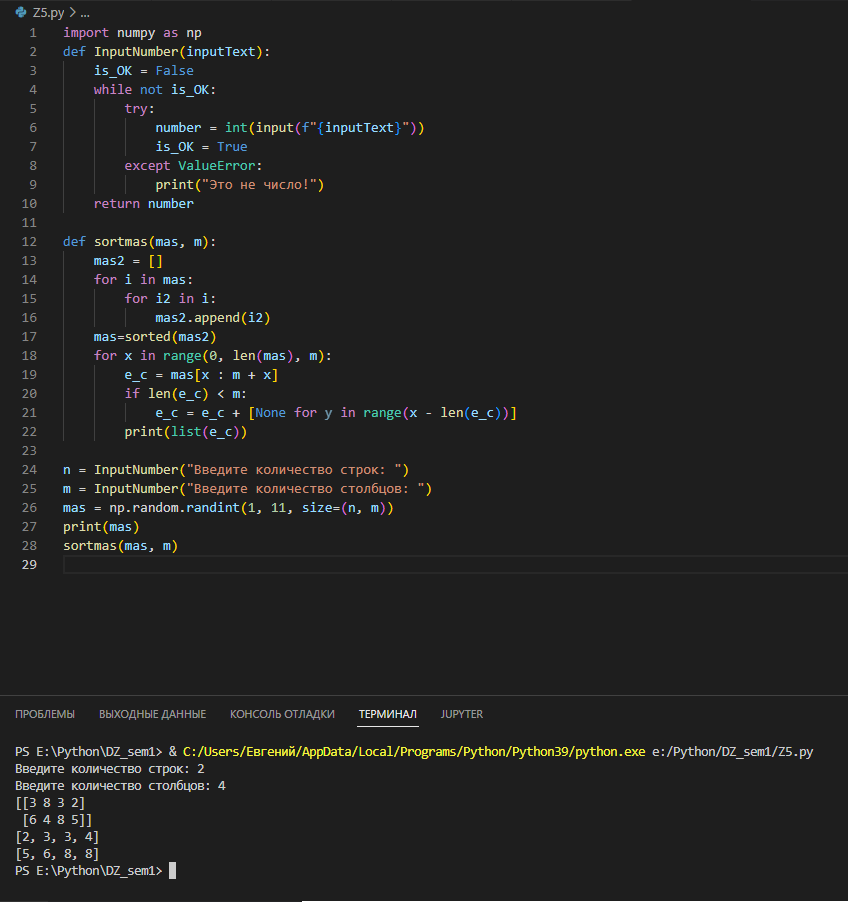 Z5.py > ...
1 import numpy as np
2 def InputNumber(inputText):
3     is_OK = False
4     while not is_OK:
5         try:
6             number = int(input(f"{inputText}"))
7             is_OK = True
8         except ValueError:
9             print("Это не число!")
10     return number
11
12 def sortmas(mas, m):
13     mas2 = []
14     for i in mas:
15         for i2 in i:
16             mas2.append(i2)
17     mas=sorted(mas2)
18     for x in range(0, len(mas), m):
19         e_c = mas[x : m + x]
20         if len(e_c) < m:
21             e_c = e_c + [None for y in range(x - len(e_c))]
22         print(list(e_c))
23
24 n = InputNumber("Введите количество строк: ")
25 m = InputNumber("Введите количество столбцов: ")
26 mas = np.random.randint(1, 11, size=(n, m))
27 print(mas)
28 sortmas(mas, m)
29
ПРОБЛЕМЫ ВЫХОДНЫЕ ДАННЫЕ КОНСОЛЬ ОТЛАДКИ ТЕРМИНАЛ JUPYTER
PS E:\Python\DZ_sem1> & C:/Users/Евгений/AppData/Local/Programs/Python/Python39/python.exe e:/Python/DZ_sem1/Z5.py
Введите количество строк: 2
Введите количество столбцов: 4
[[3 8 3 2]
 [6 4 8 5]]
[2, 3, 3, 4]
[5, 6, 8, 8]
PS E:\Python\DZ_sem1>